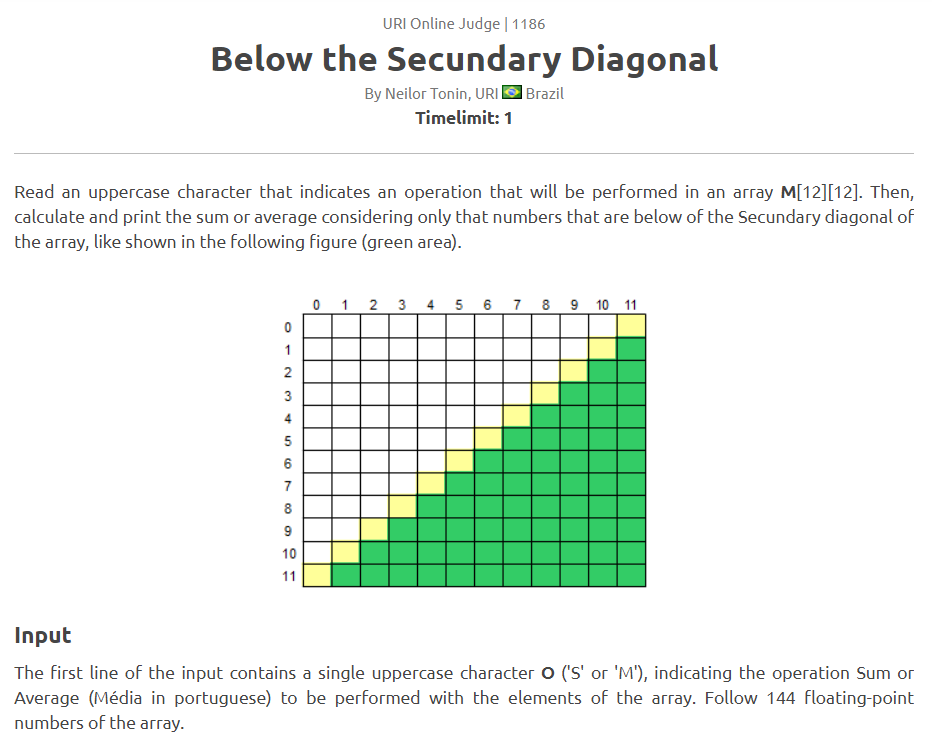 URI Online Judge | 1186
Below the Secundary Diagonal
By Neilor Tonin, URI Brazil
Timelimit: 1
Read an uppercase character that indicates an operation that will be performed in an array M[12][12]. Then,
calculate and print the sum or average considering only that numbers that are below of the Secundary diagonal of
the array, like shown in the following figure (green area).
0 1 2 3 4 5 6 7 8 9 10 11
0
1
2
3
4
5
6
7
8
9
10
11
Input
The first line of the input contains a single uppercase character O ('S' or 'M'), indicating the operation Sum or
Average (Média in portuguese) to be performed with the elements of the array. Follow 144 floating-point
numbers of the array.